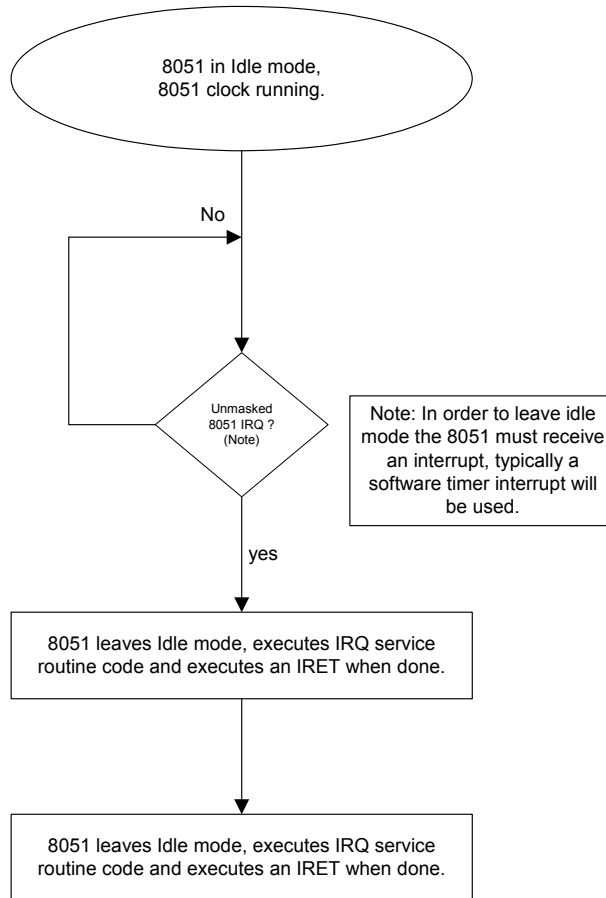 8051 in Idle mode,
8051 clock running.
No
Unmasked
8051 IRQ ?
(Note)
Note: In order to leave idle
mode the 8051 must receive
an interrupt, typically a
software timer interrupt will
be used.
yes
8051 leaves Idle mode, executes IRQ service
routine code and executes an IRET when done.
8051 leaves Idle mode, executes IRQ service
routine code and executes an IRET when done.